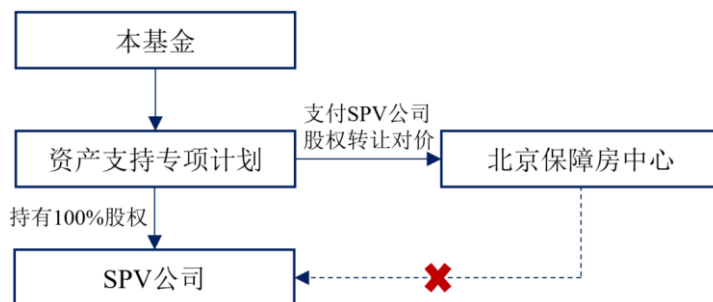 本基金
支付SPV公司
股权转让对价
资产支持专项计划
北京保障房中心
持有100%股权
SPV公司